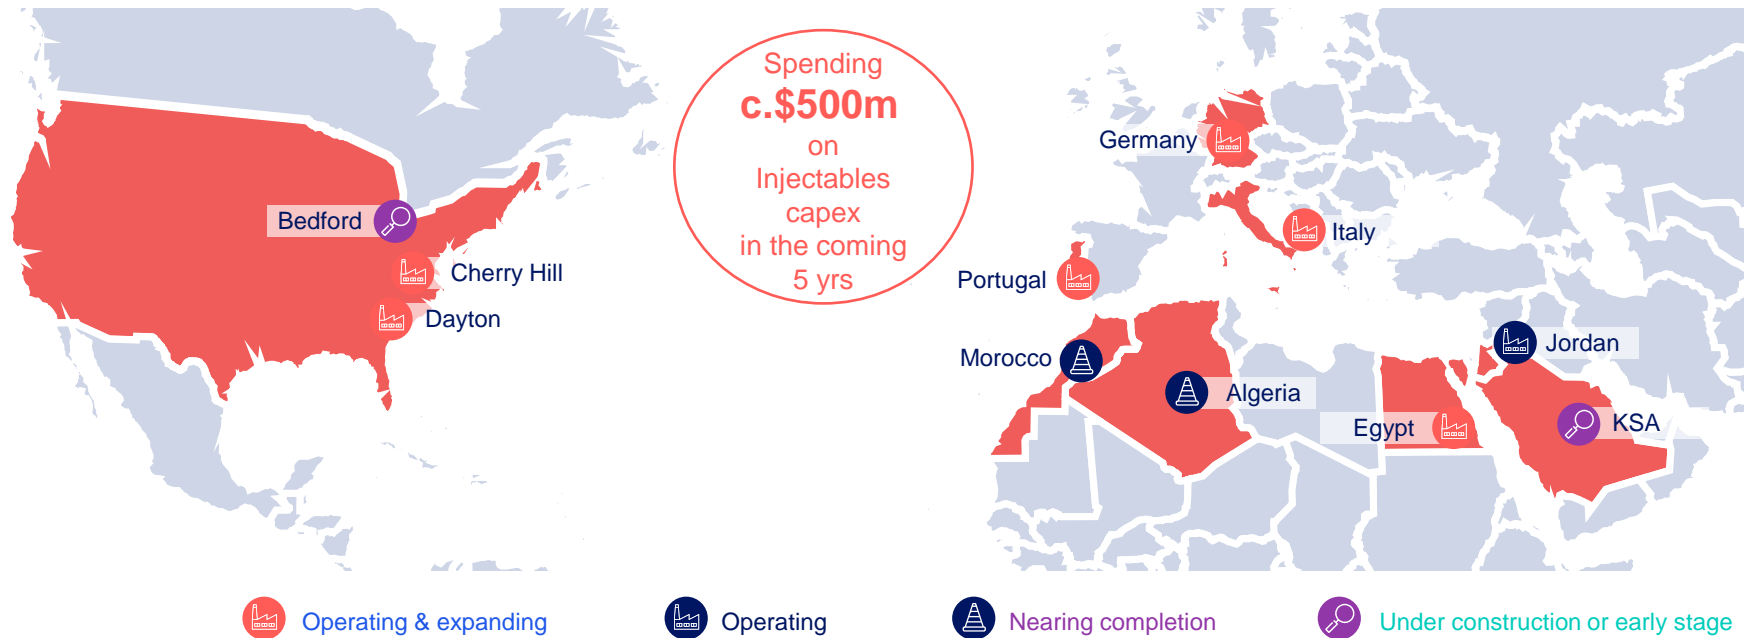 Spending
c.$500m
on
Injectables
capex
in the coming
5 yrs
Bedford
Cherry Hill
Dayton
Germany
Italy
Portugal
Morocco
Algeria
Egypt
Jordan
KSA
Operating & expanding
Operating
Nearing completion
Under construction or early stage